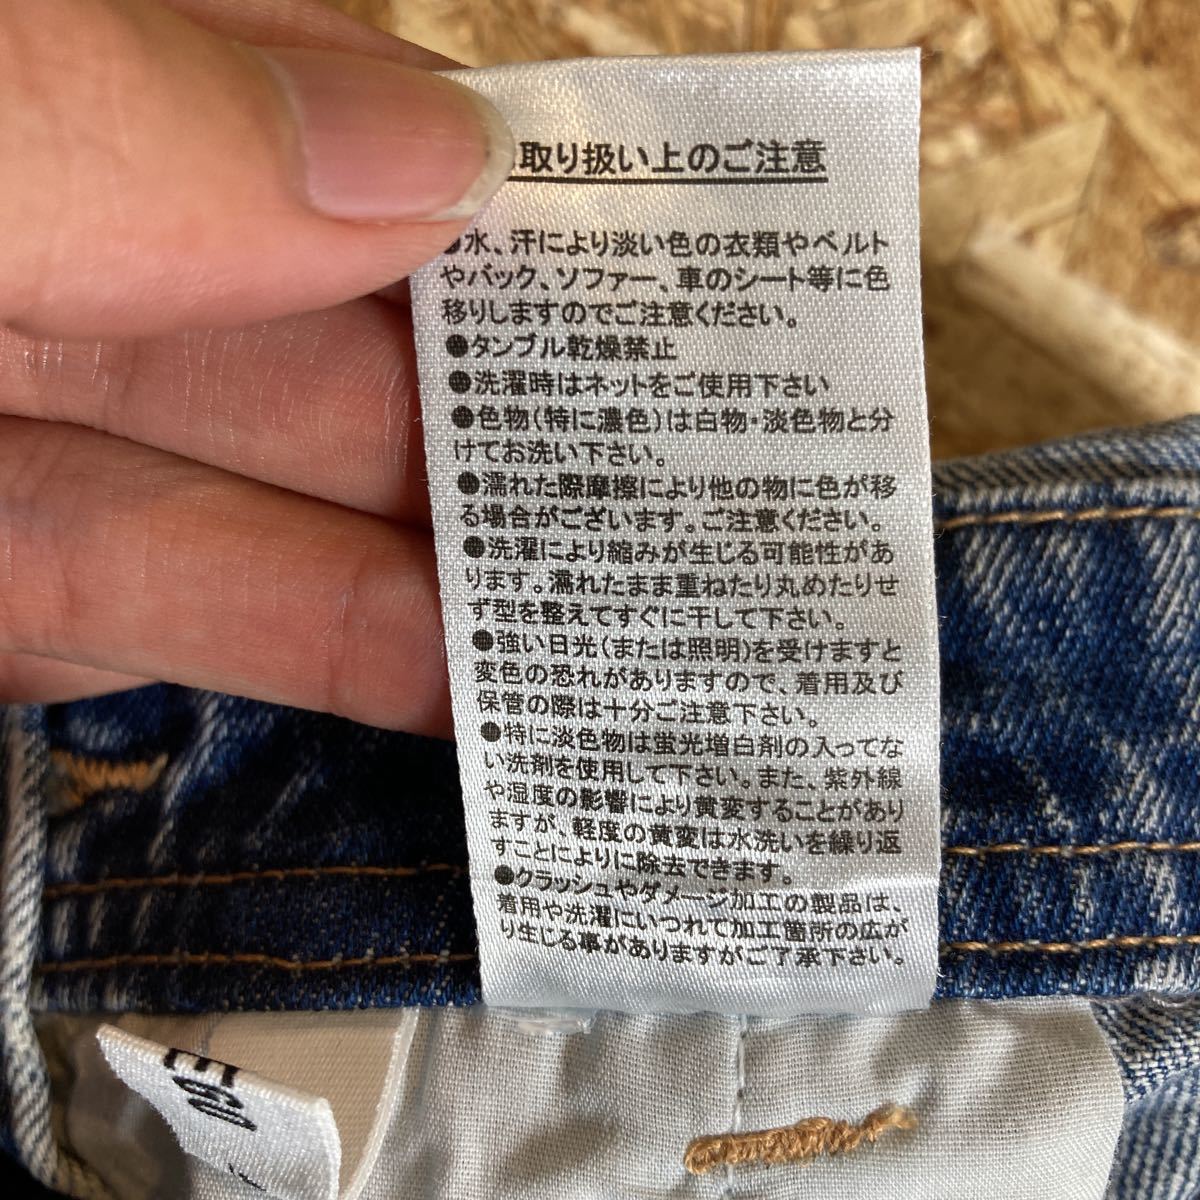 取り扱い上のご注意
●水、汗により淡い色の衣類やベルト
やバック、ソファー、車のシート等に色
移りしますのでご注意ください。
●タンブル乾燥禁止
●洗濯時はネットをご使用下さい
●色物(特に濃色)は白物・淡色物と分
けてお洗い下さい。
●濡れた際摩擦により他の物に色が移
る場合がございます。ご注意ください。
●洗濯により縮みが生じる可能性があ
ります。濡れたまま重ねたり丸めたりせ
ず型を整えてすぐに干して下さい。
●強い日光(または照明)を受けますと
変色の恐れがありますので、着用及び
保管の際は十分ご注意下さい。
●特に淡色物は蛍光増白剤の入ってな
い洗剤を使用して下さい。また、紫外線
や湿度の影響により黄変することがあり
ますが、軽度の黄変は水洗いを繰り返
すことによりに除去できます。
●クラッシュやダメージ加工の製品は、
着用や洗濯にいつれて加工箇所の広が
り生じる事がありますがご了承下さい。